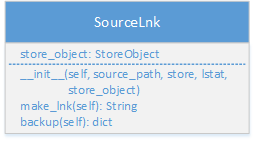 SourceLnk
store_object: StoreObject
__init__(self, source_path, store, lstat,
store_object)
make_lnk(self): String
backup(self): dict